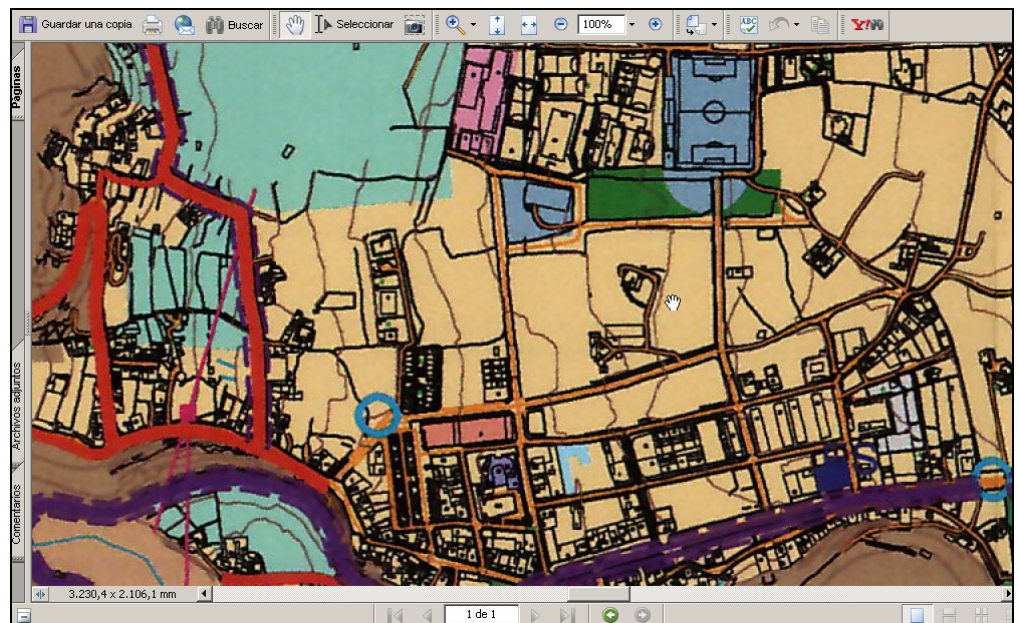 Guardar una copia Buscar Seleccionar 100% ABC Y!
Páginas
Archivos adjuntos
Comentarios
S
3.230,4 x 2.106,1 mm
1 de 1